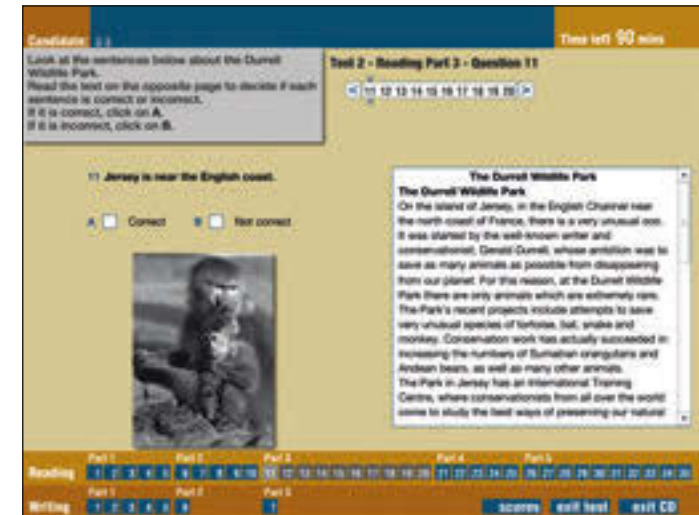 Candidate:
Time left 90 mins
Look at the sentences below about the Durrell
Wildlife Park.
Read the text on the opposite page to decide if each
sentence is correct or incorrect.
If it is correct, click on A.
If it is incorrect, click on B.
Test 2 - Reading Part 3 - Question 11
< 11 12 13 14 15 16 17 18 19 20 >
11 Jersey is near the English coast.
A Correct B Not correct
The Durrell Wildlife Park
The Durrell Wildlife Park
On the island of Jersey, in the English Channel near
the north coast of France, there is a very unusual zoo.
It was started by the well-known writer and
conservationist, Gerald Durrell, whose ambition was to
save as many animals as possible from disappearing
from our planet. For this reason, at the Durrell Wildlife
Park there are only animals which are extremely rare.
The Park's recent projects include attempts to save
very unusual species of tortoise, bat, snake and
monkey. Conservation work has actually succeeded in
increasing the numbers of Sumatran orangutans and
Andean bears, as well as many other animals.
The Park in Jersey has an International Training
Centre, where conservationists from all over the world
come to study the best ways of preserving our natural
Part 1 Part 2 Part 3 Part 4 Part 5
Reading 1 2 3 4 5 6 7 8 9 10 11 12 13 14 15 16 17 18 19 20 21 22 23 24 25 26 27 28 29 30 31 32 33 34 35
Part 1 Part 2 Part 3
Writing 1 2 3 4 5 6 7
scores exit test exit CD